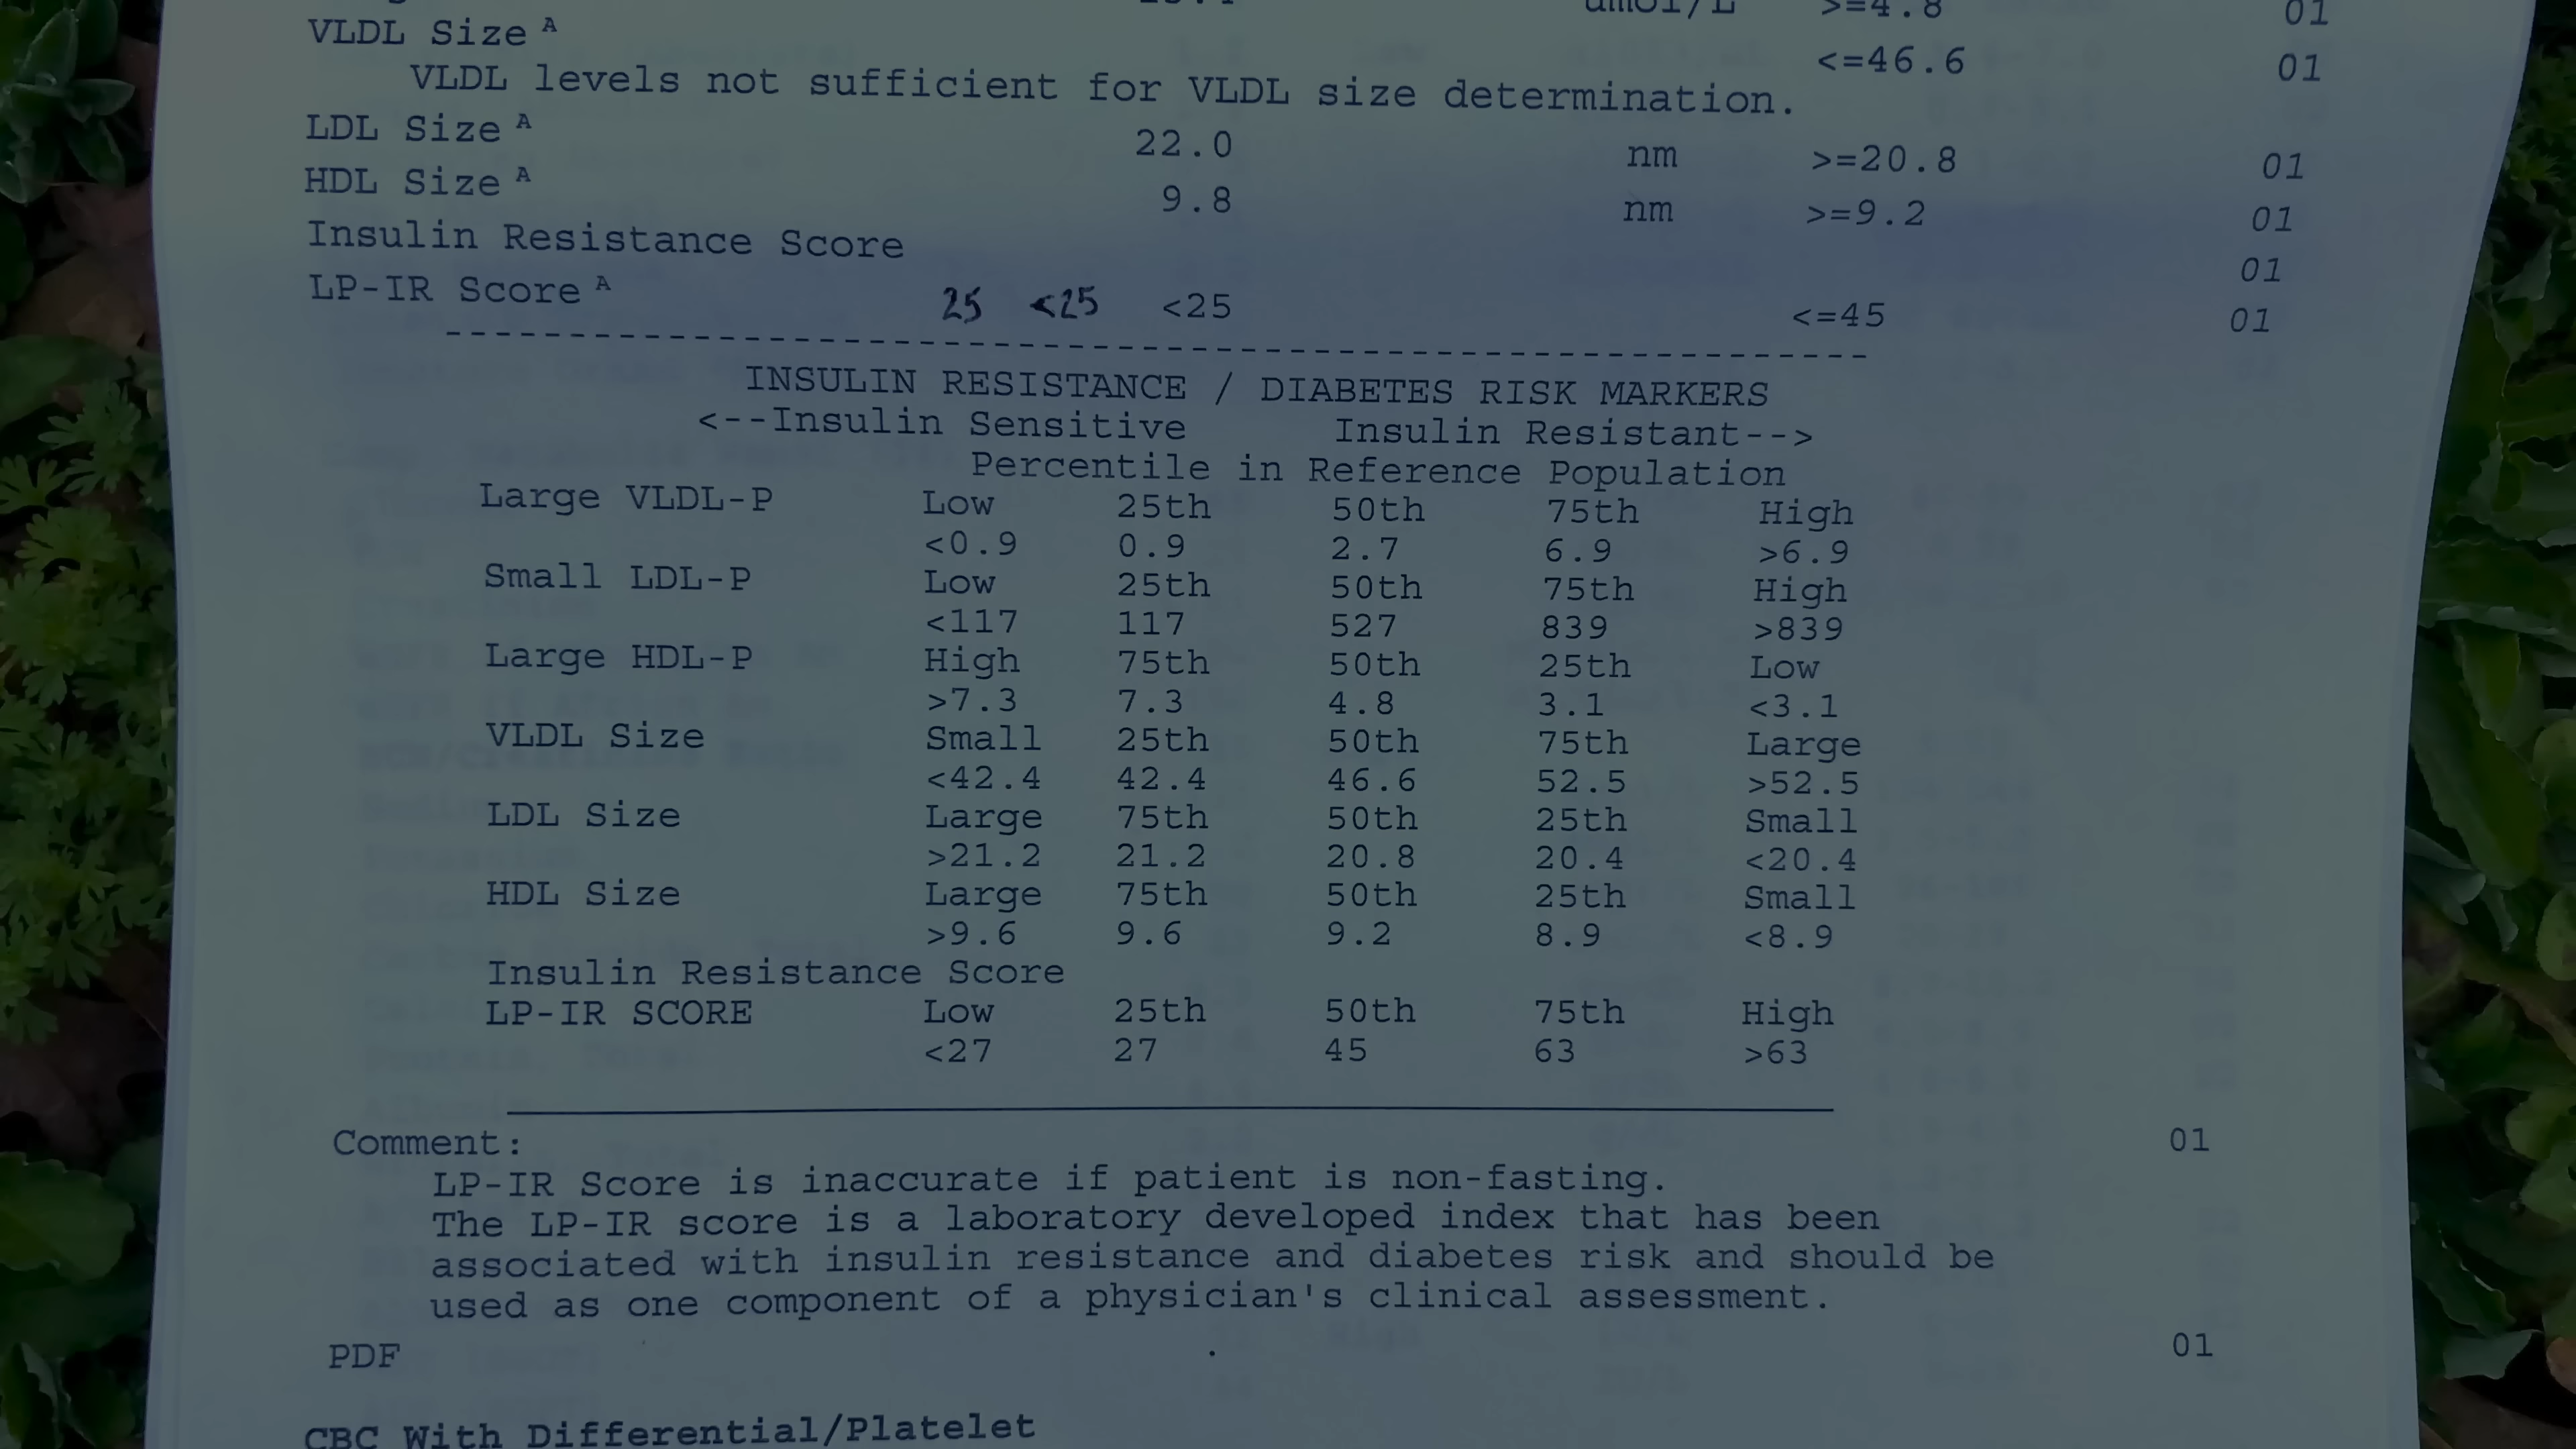 umol/L >=4.8 01
VLDL Size A <=46.6 01
VLDL levels not sufficient for VLDL size determination.
LDL Size A 22.0 nm >=20.8 01
HDL Size A 9.8 nm >=9.2 01
Insulin Resistance Score 01
LP-IR Score A 25 <25 <25 <=45 01
INSULIN RESISTANCE / DIABETES RISK MARKERS
<--Insulin Sensitive Insulin Resistant-->
Percentile in Reference Population
Large VLDL-P Low 25th 50th 75th High
<0.9 0.9 2.7 6.9 >6.9
Small LDL-P Low 25th 50th 75th High
<117 117 527 839 >839
Large HDL-P High 75th 50th 25th Low
>7.3 7.3 4.8 3.1 <3.1
VLDL Size Small 25th 50th 75th Large
<42.4 42.4 46.6 52.5 >52.5
LDL Size Large 75th 50th 25th Small
>21.2 21.2 20.8 20.4 <20.4
HDL Size Large 75th 50th 25th Small
>9.6 9.6 9.2 8.9 <8.9
Insulin Resistance Score
LP-IR SCORE Low 25th 50th 75th High
<27 27 45 63 >63
Comment: 01
LP-IR Score is inaccurate if patient is non-fasting.
The LP-IR score is a laboratory developed index that has been
associated with insulin resistance and diabetes risk and should be
used as one component of a physician's clinical assessment.
PDF 01
CBC With Differential/Platelet